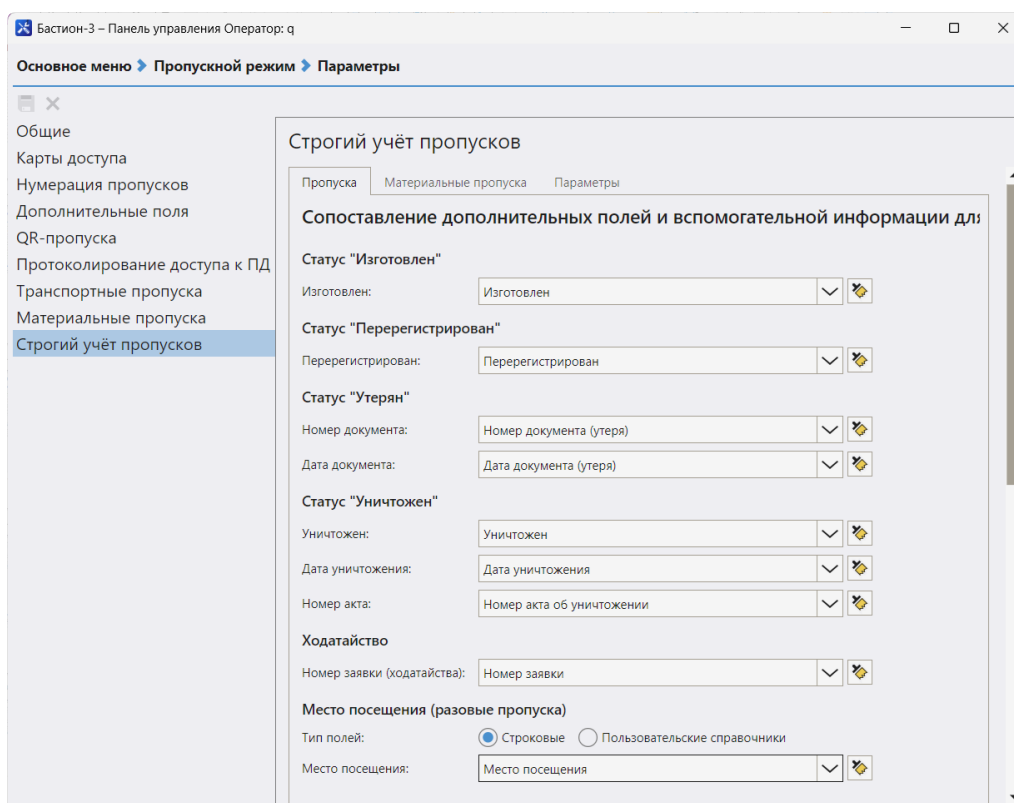 Бастион-3 – Панель управления Оператор: q
Основное меню Пропускной режим Параметры
Общие
Карты доступа
Нумерация пропусков
Дополнительные поля
QR-пропуска
Протоколирование доступа к ПД
Транспортные пропуска
Материальные пропуска
Строгий учёт пропусков
Строгий учёт пропусков
Пропуска Материальные пропуска Параметры
Сопоставление дополнительных полей и вспомогательной информации для
Статус "Изготовлен"
Изготовлен: Изготовлен
Статус "Перерегистрирован"
Перерегистрирован: Перерегистрирован
Статус "Утерян"
Номер документа: Номер документа (утеря)
Дата документа: Дата документа (утеря)
Статус "Уничтожен"
Уничтожен: Уничтожен
Дата уничтожения: Дата уничтожения
Номер акта: Номер акта об уничтожении
Ходатайство
Номер заявки (ходатайства): Номер заявки
Место посещения (разовые пропуска)
Тип полей: Строковые Пользовательские справочники
Место посещения: Место посещения